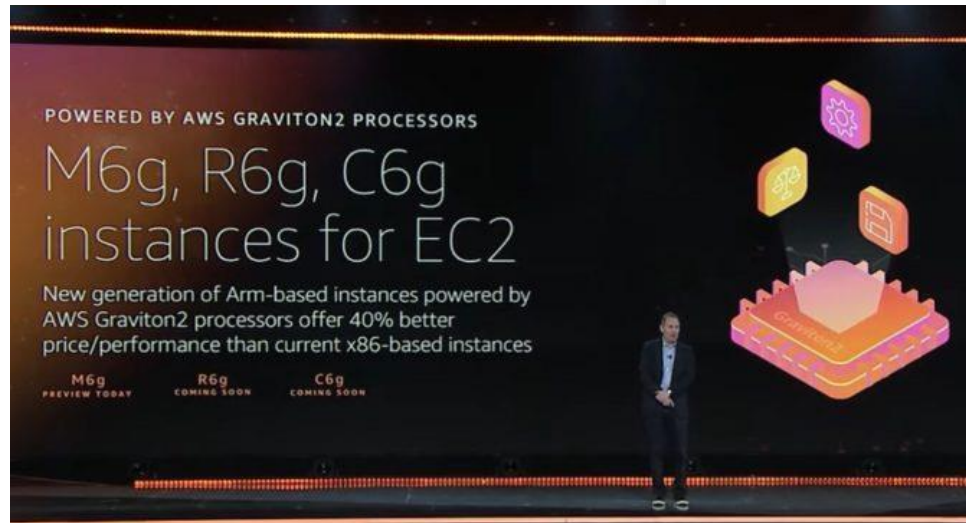 POWERED BY AWS GRAVITON2 PROCESSORS
M6g, R6g, C6g
instances for EC2
New generation of Arm-based instances powered by
AWS Graviton2 processors offer 40% better
price/performance than current x86-based instances
M6g R6g C6g
PREVIEW TODAY COMING SOON COMING SOON
Graviton2